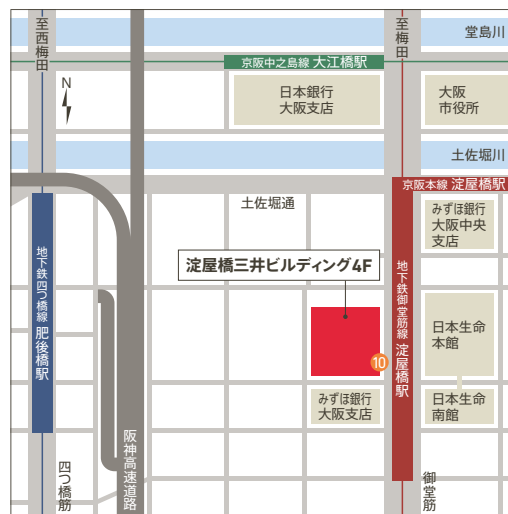 至西梅田
至梅田
堂島川
京阪中之島線 大江橋駅
N
日本銀行
大阪支店
大阪
市役所
土佐堀川
京阪本線 淀屋橋駅
土佐堀通
みずほ銀行
大阪中央
支店
淀屋橋三井ビルディング4F
地下鉄四つ橋線 肥後橋駅
地下鉄御堂筋線 淀屋橋駅
日本生命
本館
10
みずほ銀行
大阪支店
日本生命
南館
阪神高速道路
四つ橋筋
御堂筋